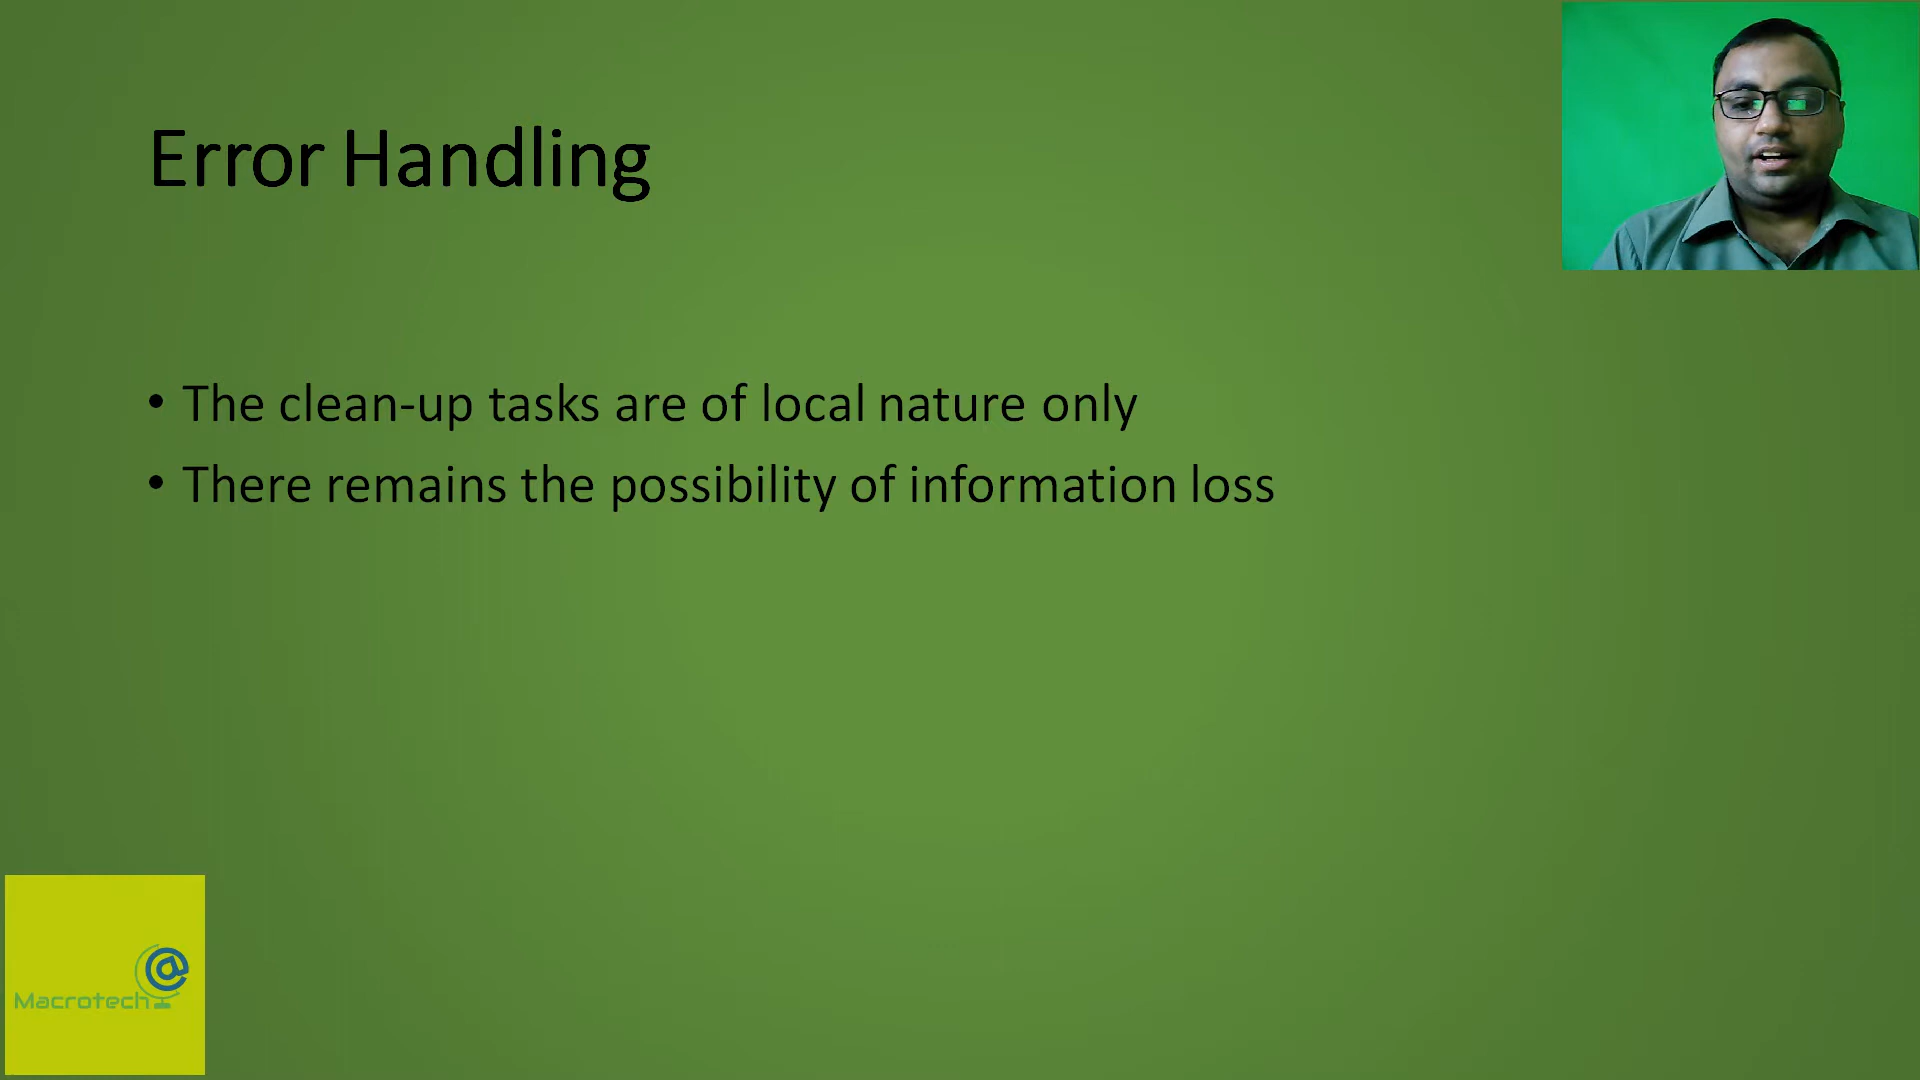 Error Handling
• The clean-up tasks are of local nature only
• There remains the possibility of information loss
@
Macrotech